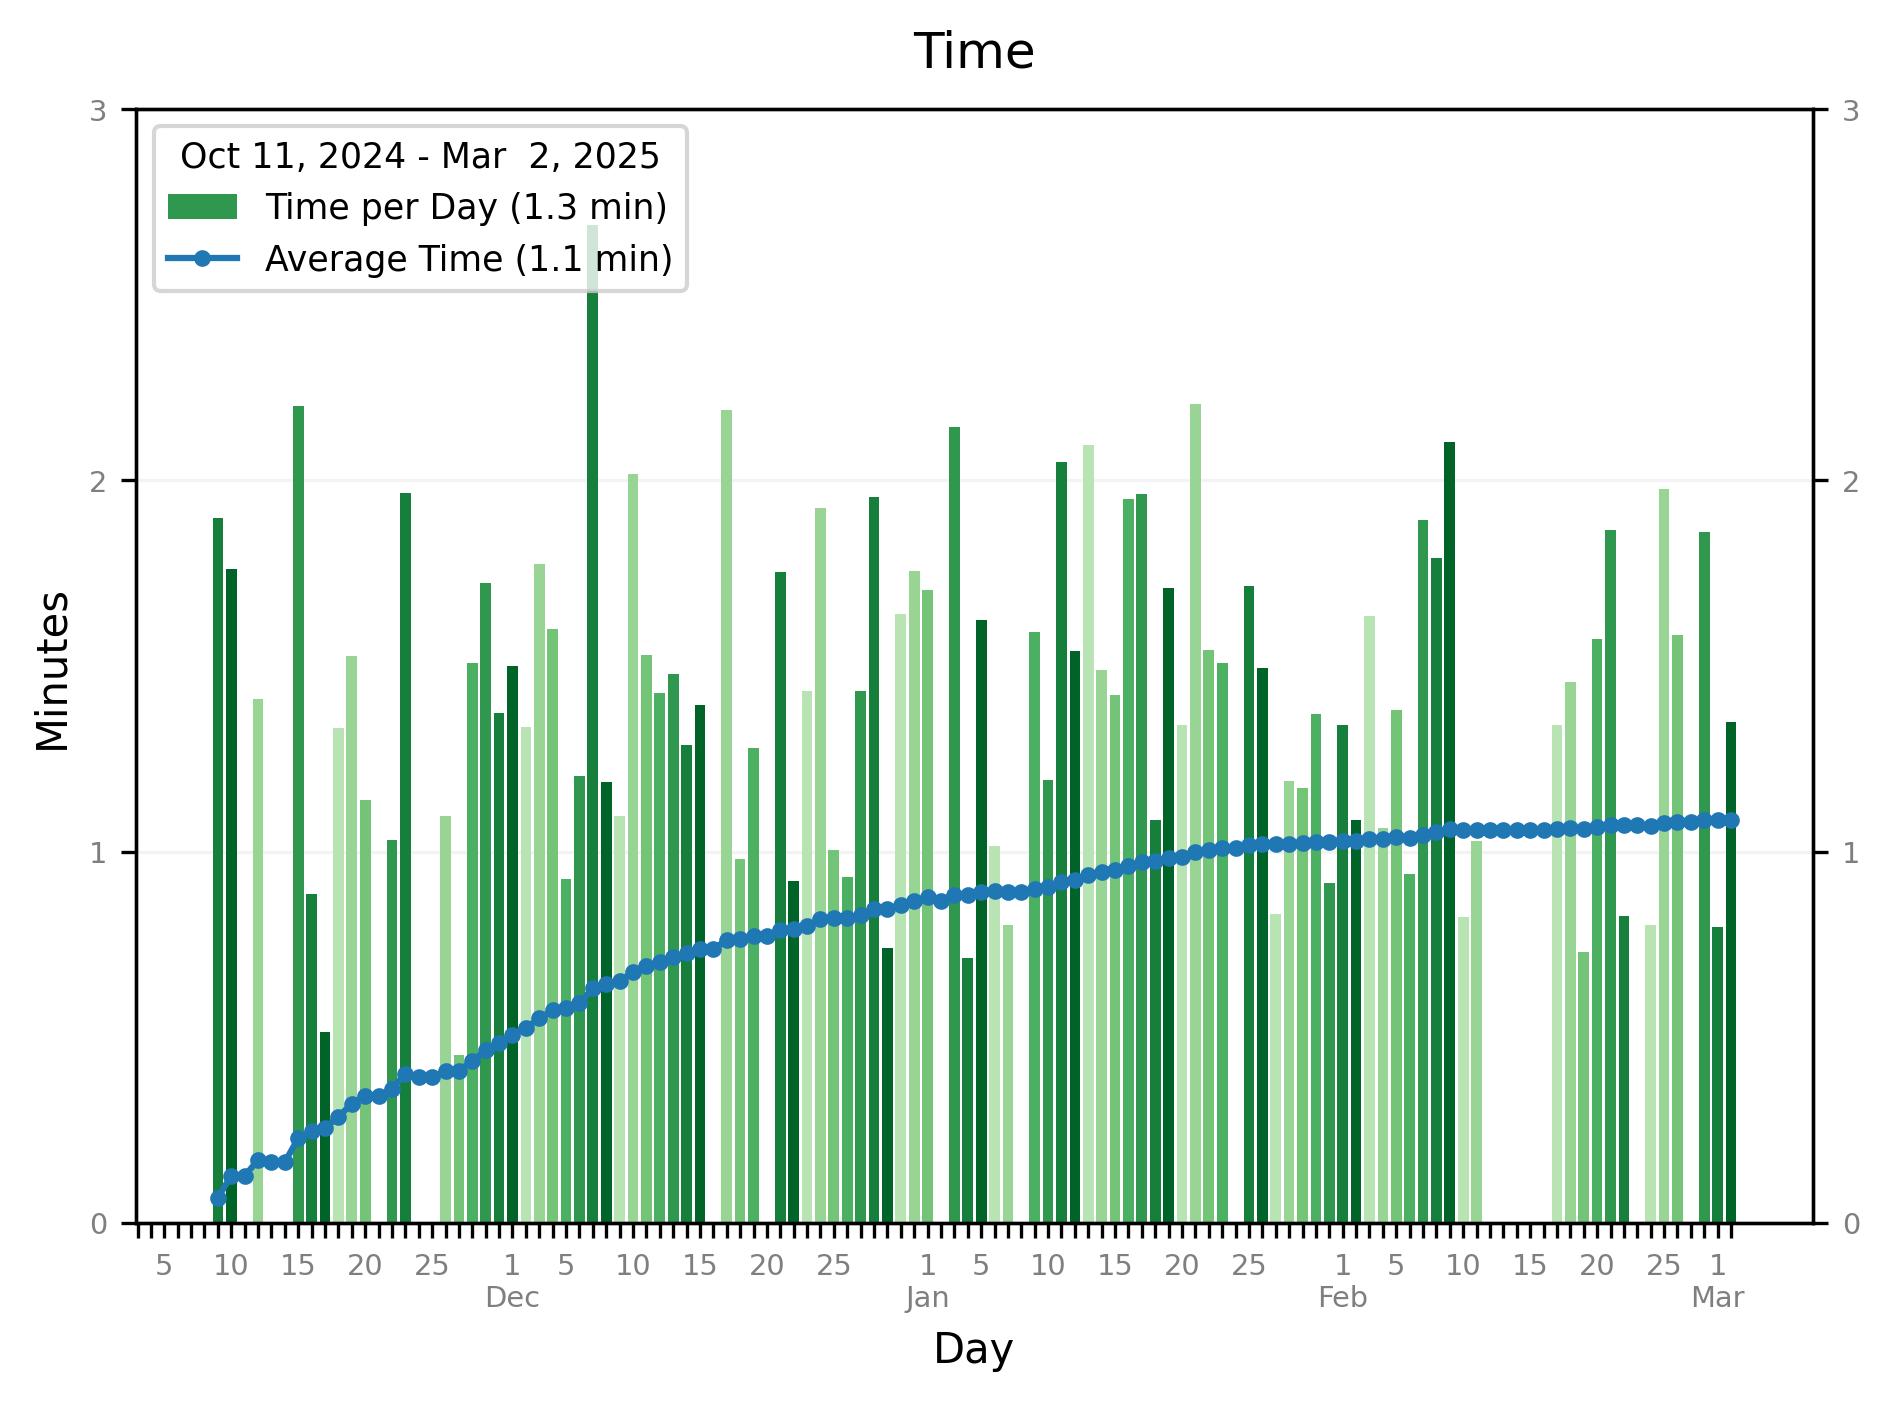 Time
Oct 11, 2024 - Mar  2, 2025
Time per Day (1.3 min)
Average Time (1.1 min)
3 3
2 2
1 1
0 0
Minutes
5 10 15 20 25 1 5 10 15 20 25 1 5 10 15 20 25 1 5 10 15 20 25 1
Dec Jan Feb Mar
Day